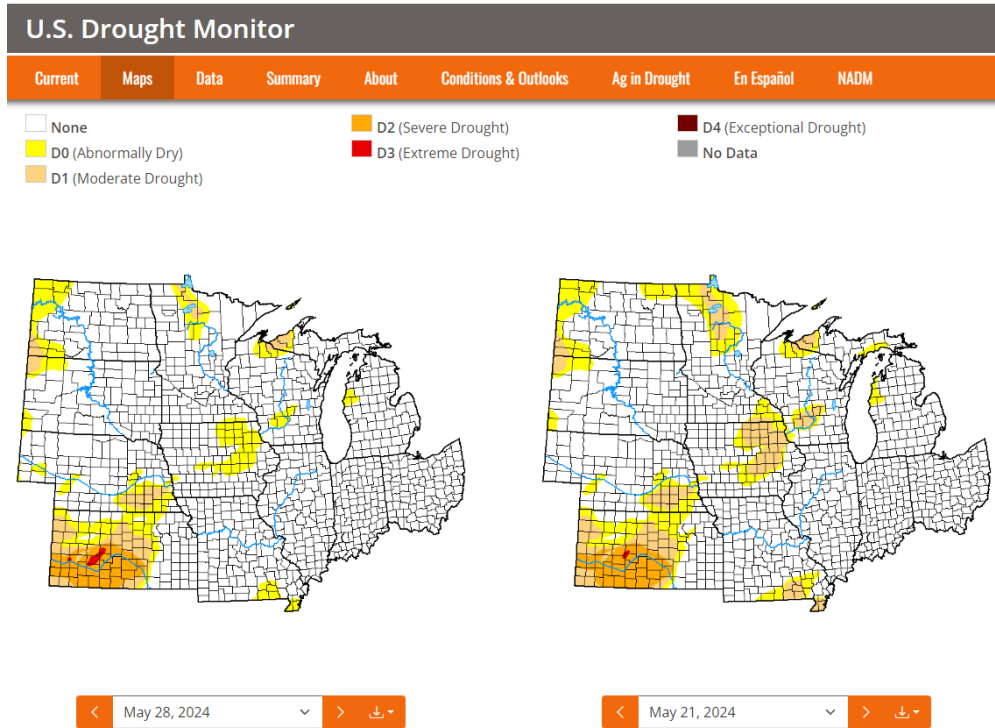 U.S. Drought Monitor
Current Maps Data Summary About Conditions & Outlooks Ag in Drought En Español NADM
None D2 (Severe Drought) D4 (Exceptional Drought)
D0 (Abnormally Dry) D3 (Extreme Drought) No Data
D1 (Moderate Drought)
May 28, 2024 May 21, 2024